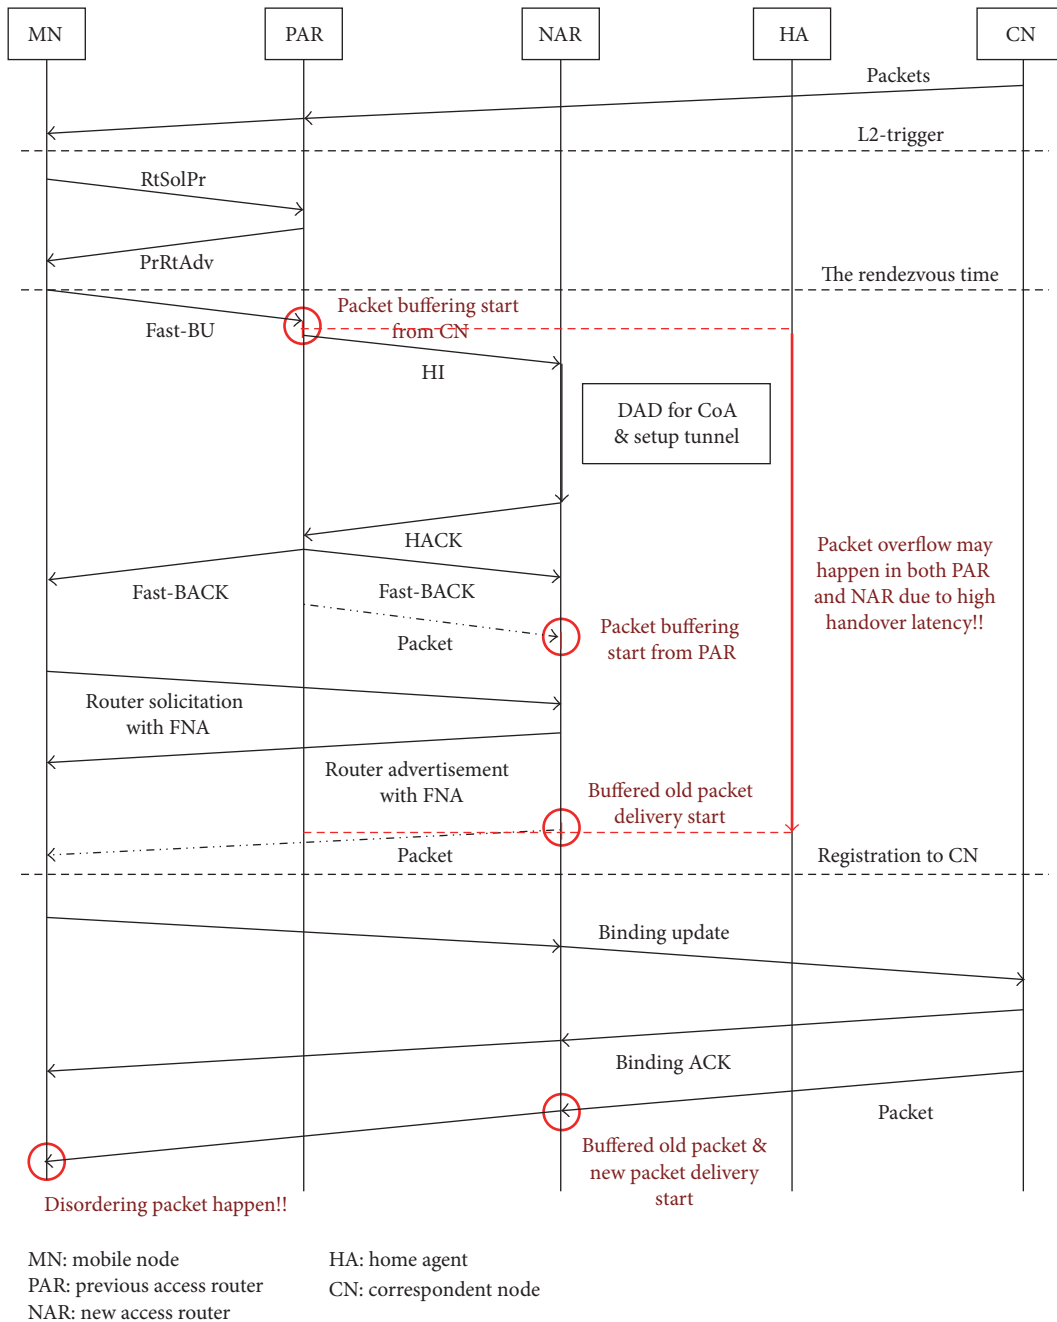 MN
PAR
NAR
HA
CN
Packets
L2-trigger
RtSolPr
PrRtAdv
The rendezvous time
Packet buffering start
from CN
Fast-BU
HI
DAD for CoA
& setup tunnel
HACK
Packet overflow may
happen in both PAR
and NAR due to high
handover latency!!
Fast-BACK
Fast-BACK
Packet
Packet buffering
start from PAR
Router solicitation
with FNA
Router advertisement
with FNA
Buffered old packet
delivery start
Packet
Registration to CN
Binding update
Binding ACK
Packet
Buffered old packet &
new packet delivery
start
Disordering packet happen!!
MN: mobile node
PAR: previous access router
NAR: new access router
HA: home agent
CN: correspondent node